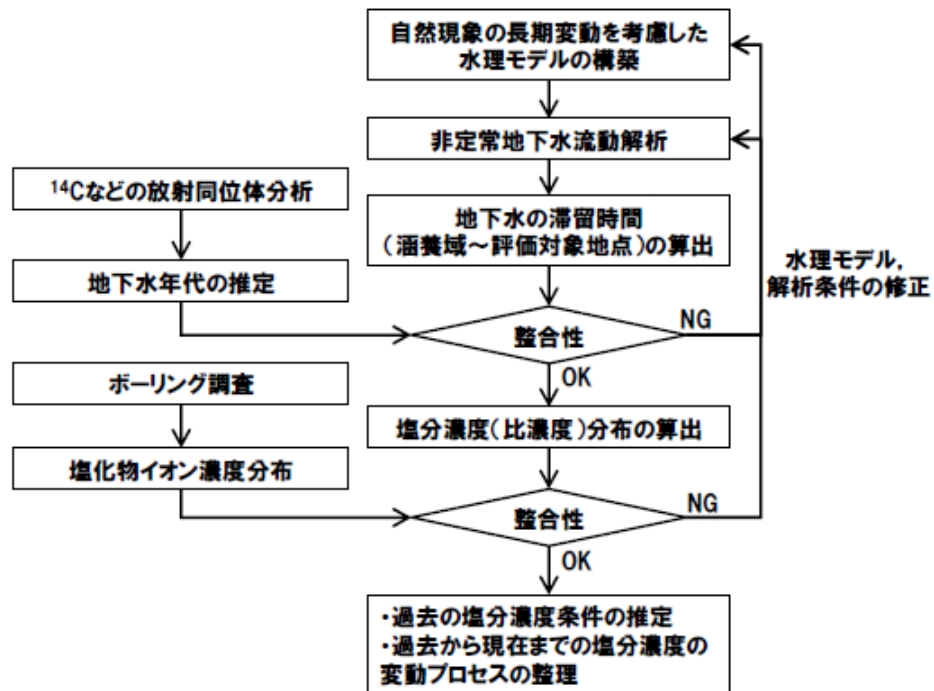 自然現象の長期変動を考慮した
水理モデルの構築
非定常地下水流動解析
¹⁴Cなどの放射同位体分析
地下水の滞留時間
（涵養域～評価対象地点）の算出
水理モデル，
解析条件の修正
地下水年代の推定
整合性
NG
OK
ボーリング調査
塩分濃度（比濃度）分布の算出
塩化物イオン濃度分布
整合性
NG
OK
・過去の塩分濃度条件の推定
・過去から現在までの塩分濃度の
変動プロセスの整理